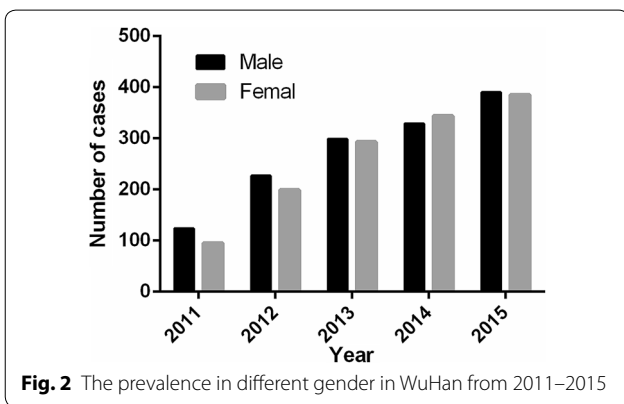 500
400
300
200
100
0
Number of cases
Male
Femal
2011
2012
2013
2014
2015
Year
Fig. 2 The prevalence in different gender in WuHan from 2011–2015